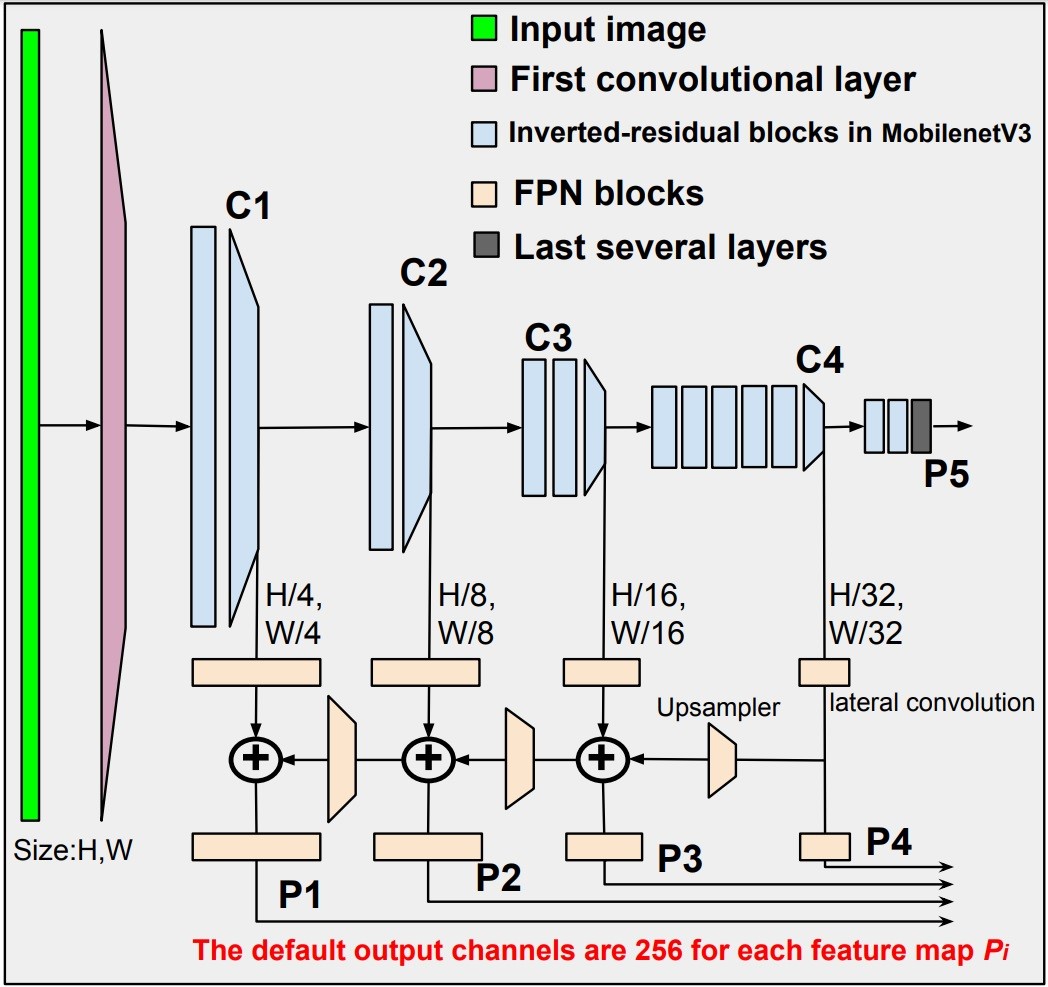 Input image
First convolutional layer
Inverted-residual blocks in MobilenetV3
FPN blocks
Last several layers
C1
C2
C3
C4
P5
H/4,
W/4
H/8,
W/8
H/16,
W/16
H/32,
W/32
Upsampler
lateral convolution
+
+
+
Size:H,W
P1
P2
P3
P4
The default output channels are 256 for each feature map Pi